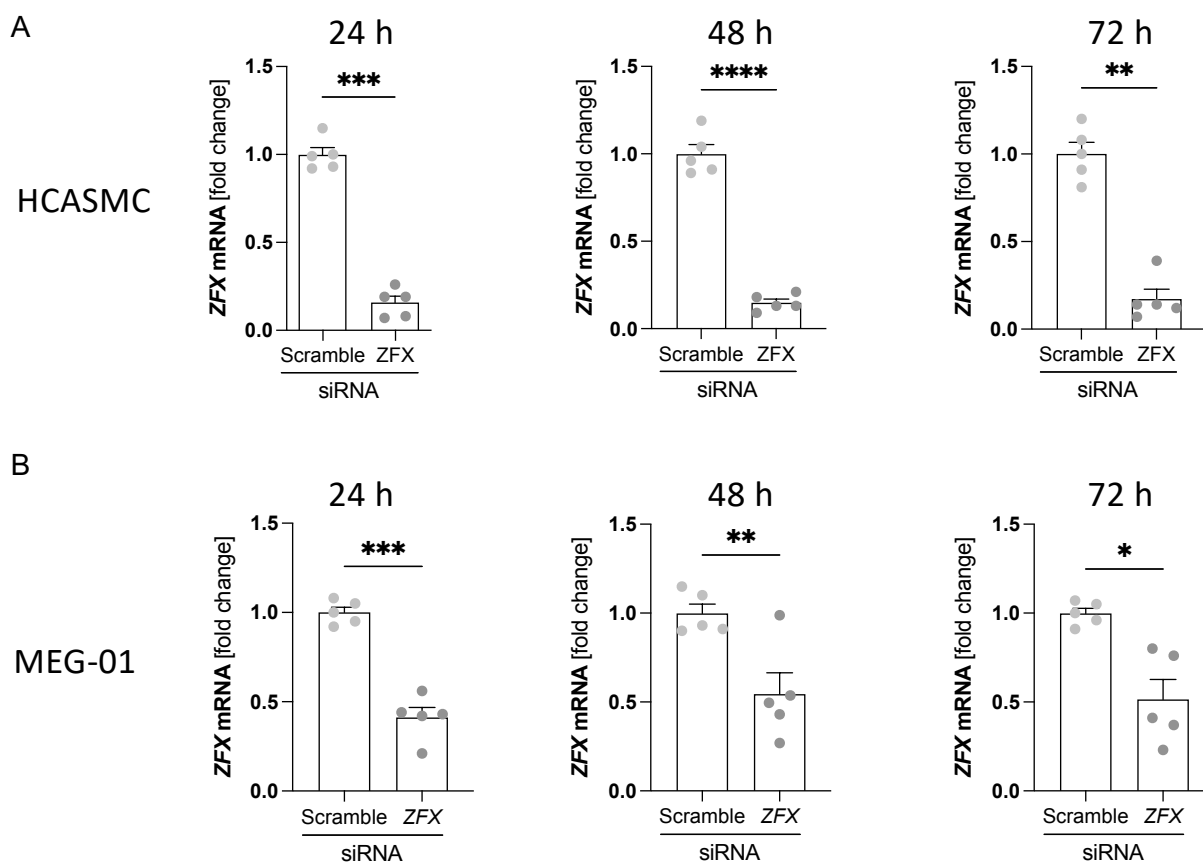 A
24 h
48 h
72 h
HCASMC
ZFX mRNA [fold change]
1.5
1.0
0.5
0.0
***
Scramble ZFX
siRNA
ZFX mRNA [fold change]
1.5
1.0
0.5
0.0
****
Scramble ZFX
siRNA
ZFX mRNA [fold change]
1.5
1.0
0.5
0.0
**
Scramble ZFX
siRNA
B
24 h
48 h
72 h
MEG-01
ZFX mRNA [fold change]
1.5
1.0
0.5
0.0
***
Scramble ZFX
siRNA
ZFX mRNA [fold change]
1.5
1.0
0.5
0.0
**
Scramble ZFX
siRNA
ZFX mRNA [fold change]
1.5
1.0
0.5
0.0
*
Scramble ZFX
siRNA